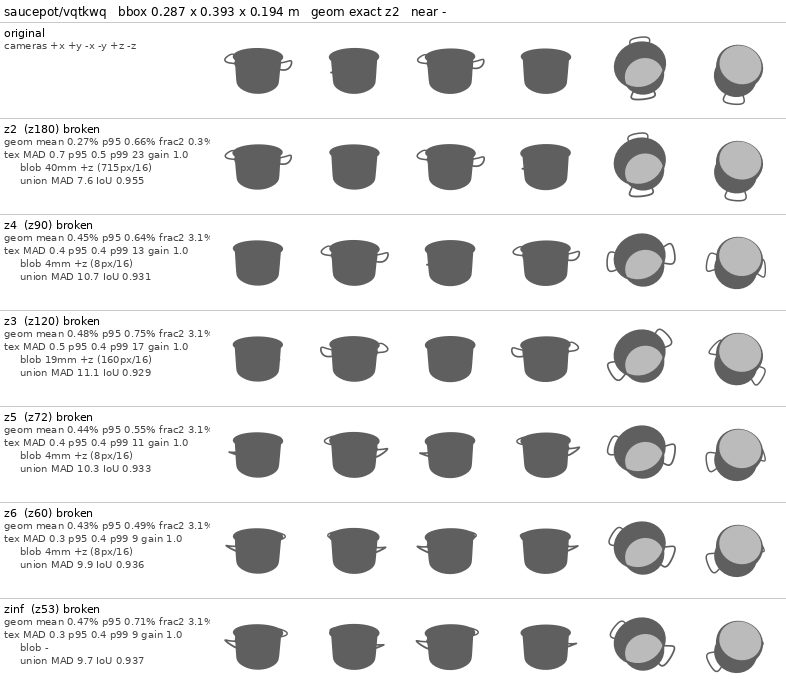 saucepot/vqtkwq bbox 0.287 x 0.393 x 0.194 m geom exact z2 near -
original
cameras +x +y -x -y +z -z
z2 (z180) broken
geom mean 0.27% p95 0.66% frac2 0.3%
tex MAD 0.7 p95 0.5 p99 23 gain 1.0
blob 40mm +z (715px/16)
union MAD 7.6 IoU 0.955
z4 (z90) broken
geom mean 0.45% p95 0.64% frac2 3.1%
tex MAD 0.4 p95 0.4 p99 13 gain 1.0
blob 4mm +z (8px/16)
union MAD 10.7 IoU 0.931
z3 (z120) broken
geom mean 0.48% p95 0.75% frac2 3.1%
tex MAD 0.5 p95 0.4 p99 17 gain 1.0
blob 19mm +z (160px/16)
union MAD 11.1 IoU 0.929
z5 (z72) broken
geom mean 0.44% p95 0.55% frac2 3.1%
tex MAD 0.4 p95 0.4 p99 11 gain 1.0
blob 4mm +z (8px/16)
union MAD 10.3 IoU 0.933
z6 (z60) broken
geom mean 0.43% p95 0.49% frac2 3.1%
tex MAD 0.3 p95 0.4 p99 9 gain 1.0
blob 4mm +z (8px/16)
union MAD 9.9 IoU 0.936
zinf (z53) broken
geom mean 0.47% p95 0.71% frac2 3.1%
tex MAD 0.3 p95 0.4 p99 9 gain 1.0
blob -
union MAD 9.7 IoU 0.937